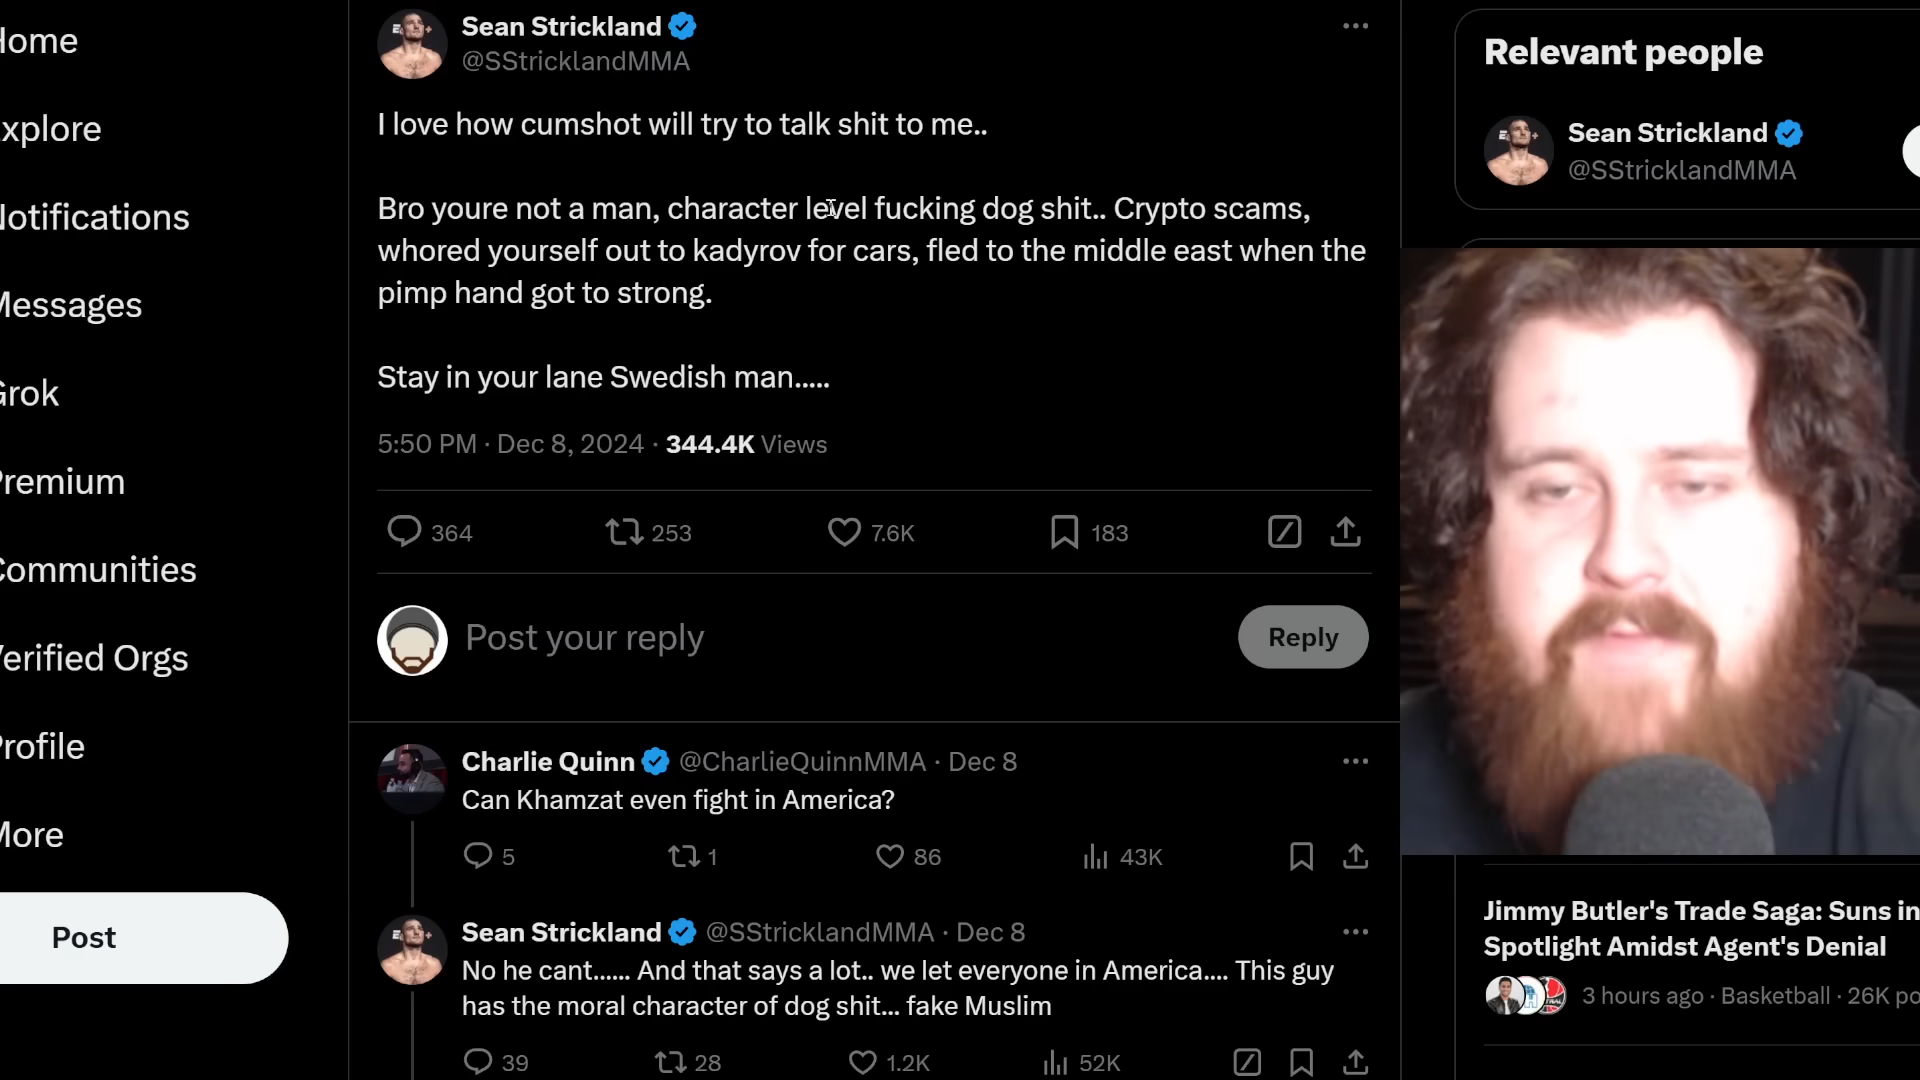 Home
Explore
Notifications
Messages
Grok
Premium
Communities
Verified Orgs
Profile
More
Post
Sean Strickland
@SStricklandMMA
I love how cumshot will try to talk shit to me..
Bro youre not a man, character level fucking dog shit.. Crypto scams,
whored yourself out to kadyrov for cars, fled to the middle east when the
pimp hand got to strong.
Stay in your lane Swedish man.....
5:50 PM · Dec 8, 2024 · 344.4K Views
364 253 7.6K 183
Post your reply
Reply
Charlie Quinn @CharlieQuinnMMA · Dec 8
Can Khamzat even fight in America?
5 1 86 43K
Sean Strickland @SStricklandMMA · Dec 8
No he cant...... And that says a lot.. we let everyone in America.... This guy
has the moral character of dog shit... fake Muslim
39 28 1.2K 52K
Relevant people
Sean Strickland
@SStricklandMMA
Jimmy Butler's Trade Saga: Suns in
Spotlight Amidst Agent's Denial
3 hours ago · Basketball · 26K po